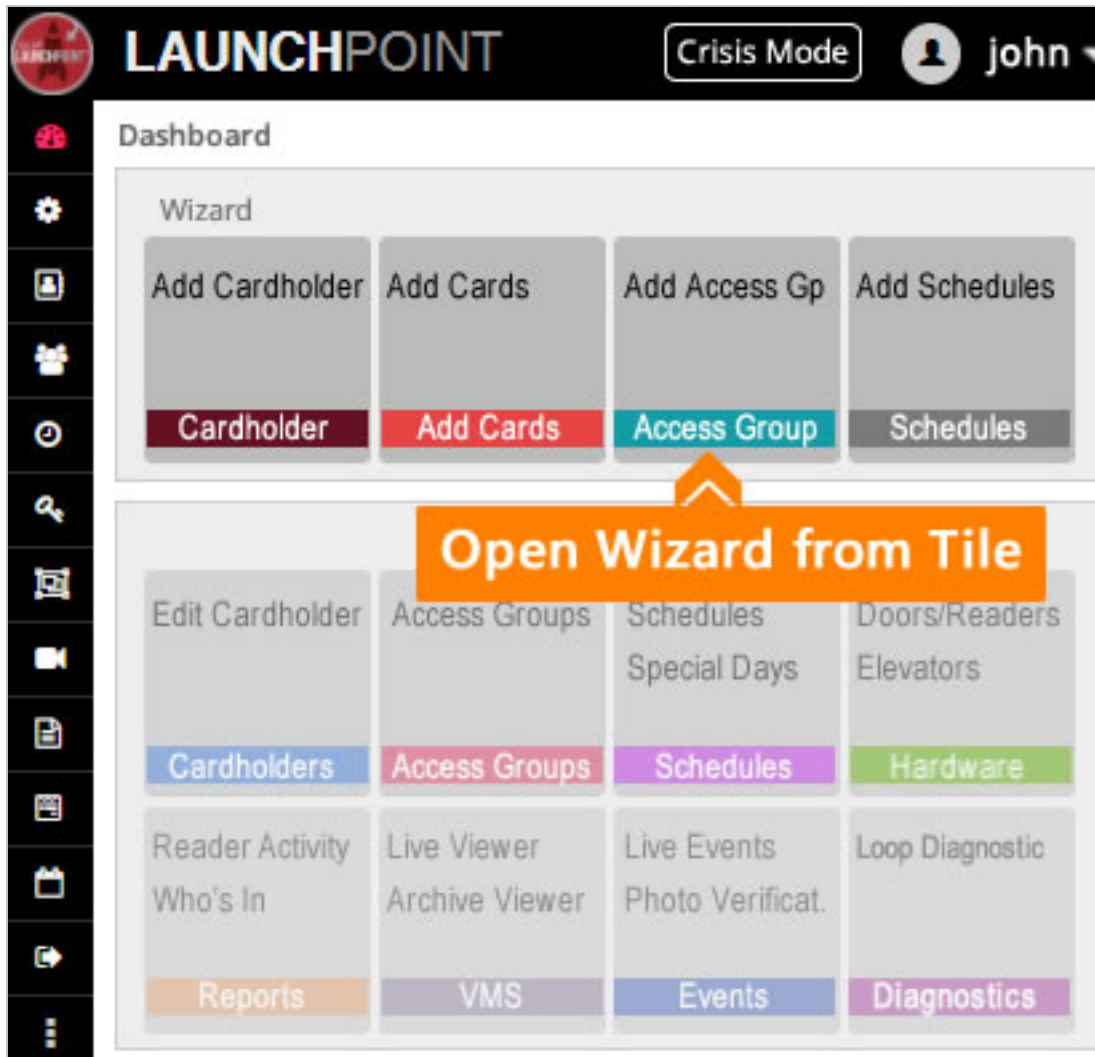 LAUNCHPOINT Crisis Mode john
Dashboard
Wizard
Add Cardholder Add Cards Add Access Gp Add Schedules
Cardholder Add Cards Access Group Schedules
Open Wizard from Tile
Edit Cardholder Access Groups Schedules Doors/Readers
Special Days Elevators
Cardholders Access Groups Schedules Hardware
Reader Activity Live Viewer Live Events Loop Diagnostic
Who's In Archive Viewer Photo Verificat.
Reports VMS Events Diagnostics